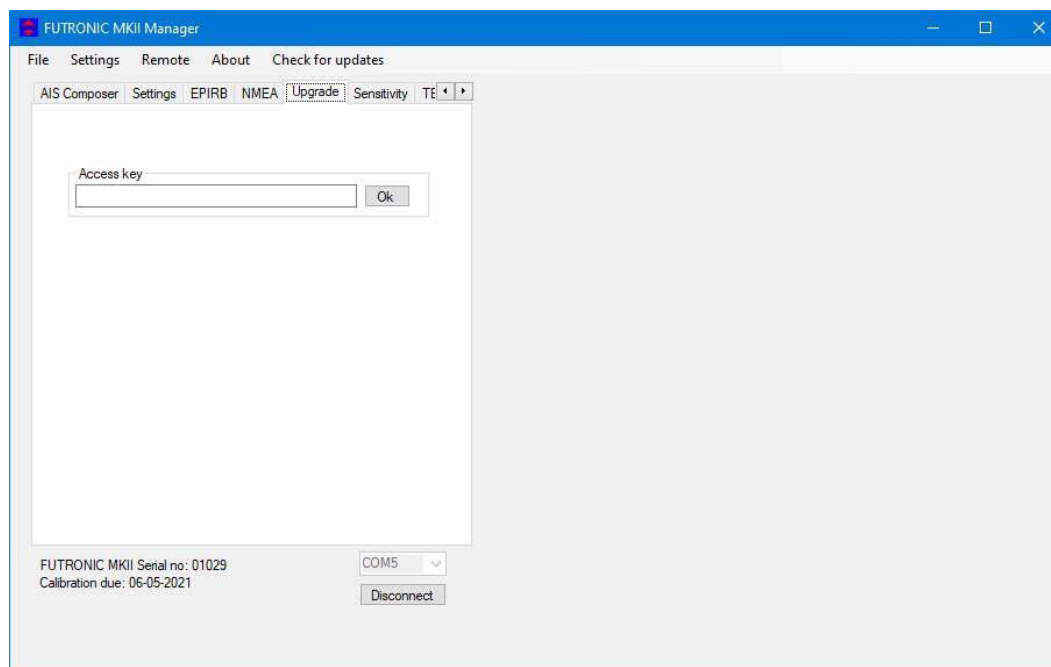 FUTRONIC MKII Manager
File Settings Remote About Check for updates
AIS Composer Settings EPIRB NMEA Upgrade Sensitivity
Access key
Ok
FUTRONIC MKII Serial no: 01029
Calibration due: 06-05-2021
COM5
Disconnect